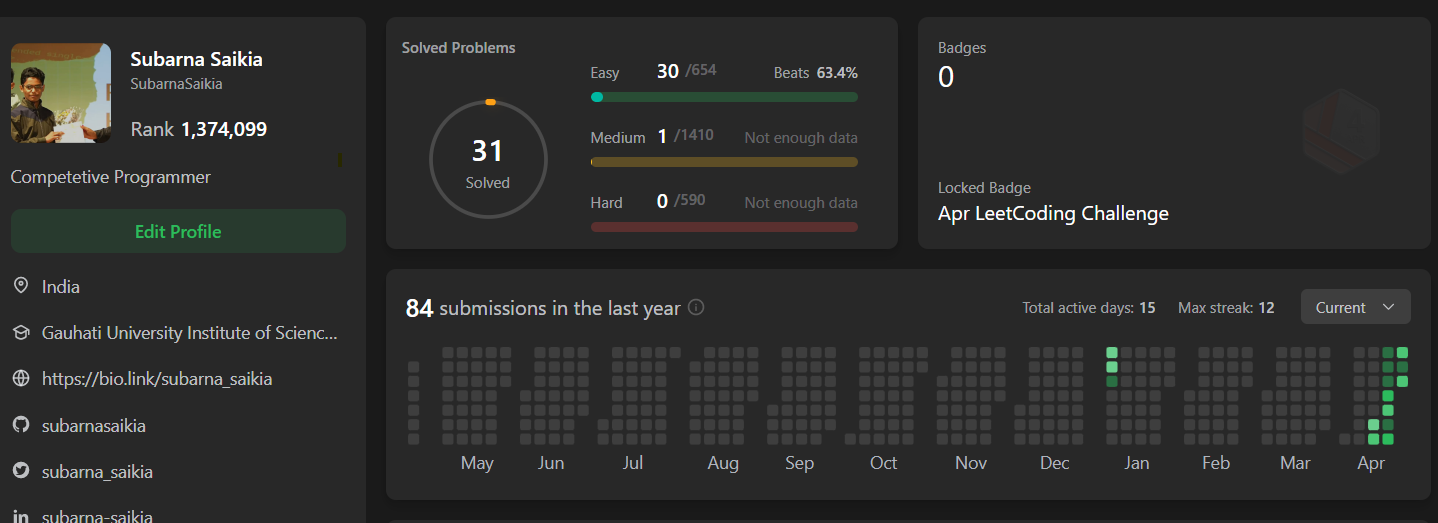 Subarna Saikia
SubarnaSaikia
Rank 1,374,099
Competetive Programmer
Edit Profile
India
Gauhati University Institute of Scienc...
https://bio.link/subarna_saikia
subarnasaikia
subarna_saikia
subarna-saikia
Solved Problems
31
Solved
Easy 30 /654 Beats 63.4%
Medium 1 /1410 Not enough data
Hard 0 /590 Not enough data
Badges
0
Locked Badge
Apr LeetCoding Challenge
84 submissions in the last year
Total active days: 15 Max streak: 12 Current
May Jun Jul Aug Sep Oct Nov Dec Jan Feb Mar Apr